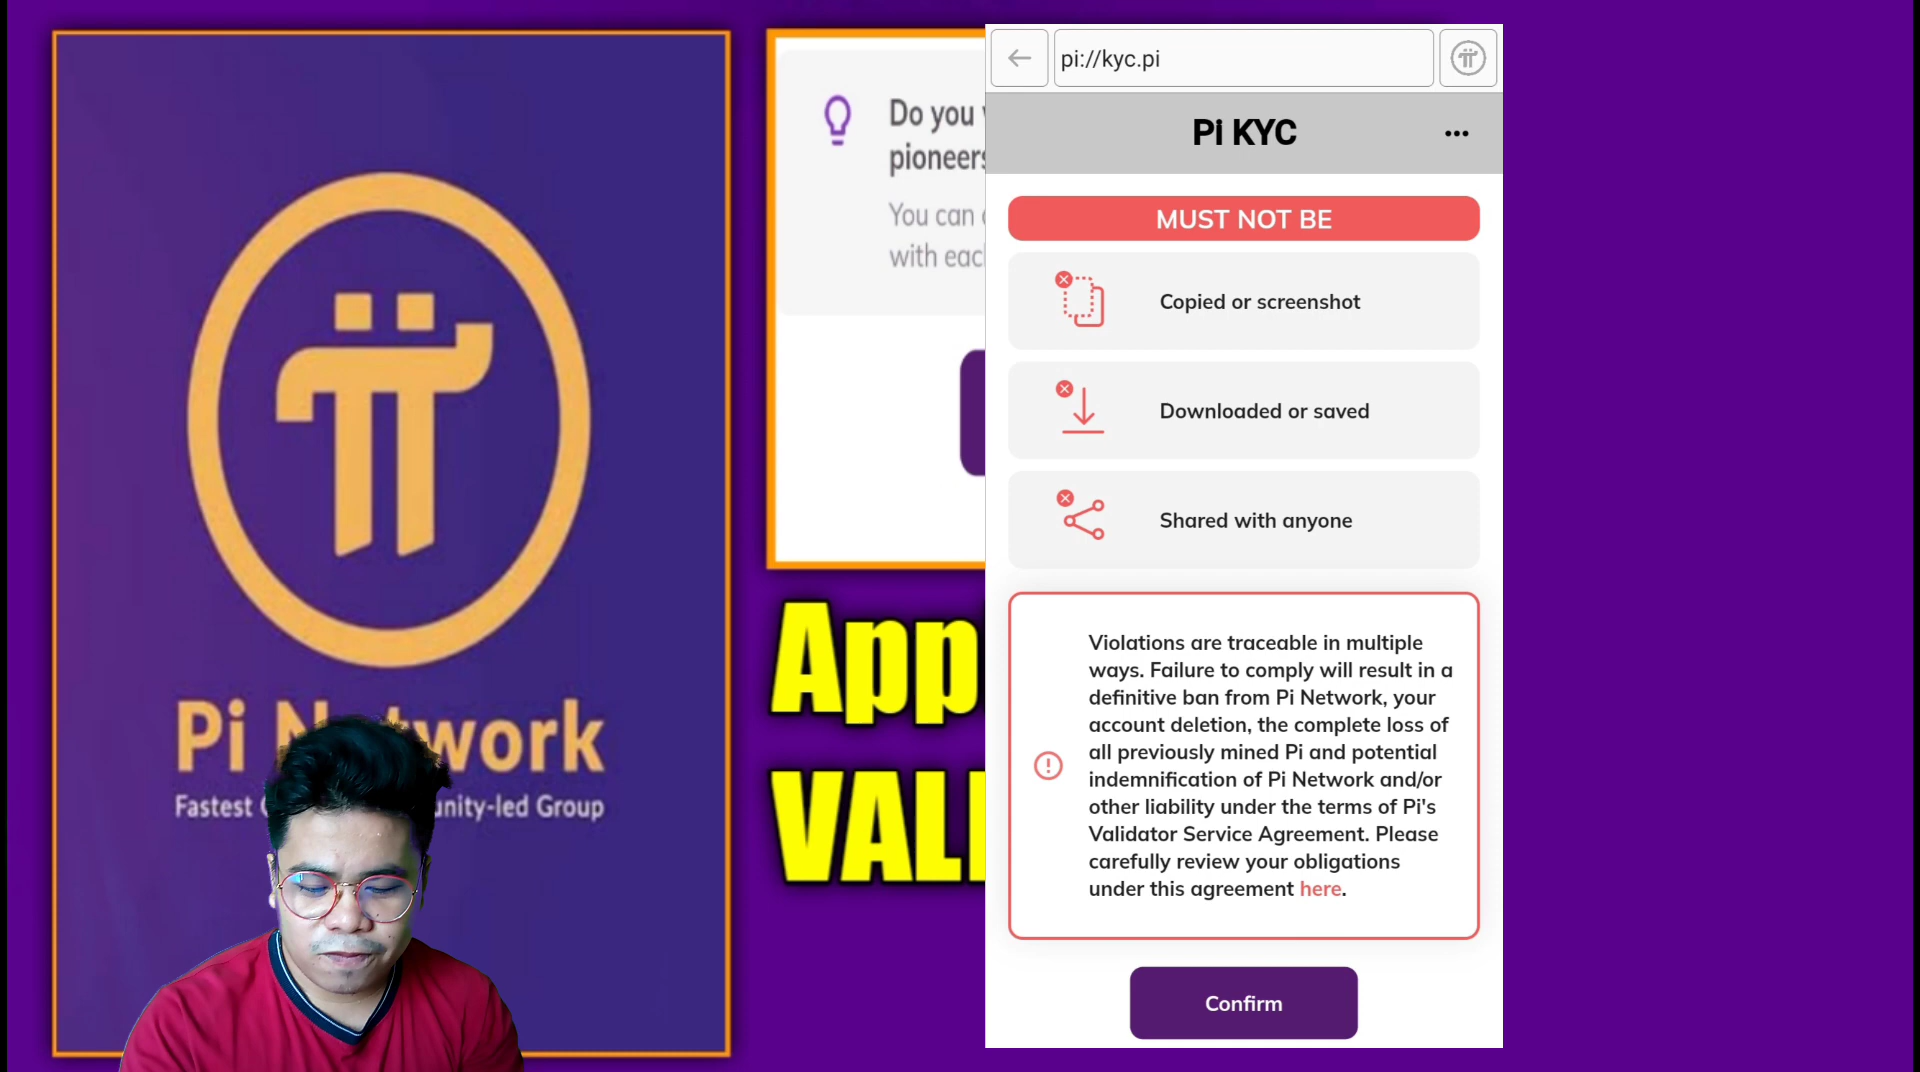 Pi Network
Fastest
unity-led Group
Do you
pioneers
You can
with each
App
VALI
pi://kyc.pi
Pi KYC
MUST NOT BE
Copied or screenshot
Downloaded or saved
Shared with anyone
Violations are traceable in multiple
ways. Failure to comply will result in a
definitive ban from Pi Network, your
account deletion, the complete loss of
all previously mined Pi and potential
indemnification of Pi Network and/or
other liability under the terms of Pi's
Validator Service Agreement. Please
carefully review your obligations
under this agreement here.
Confirm